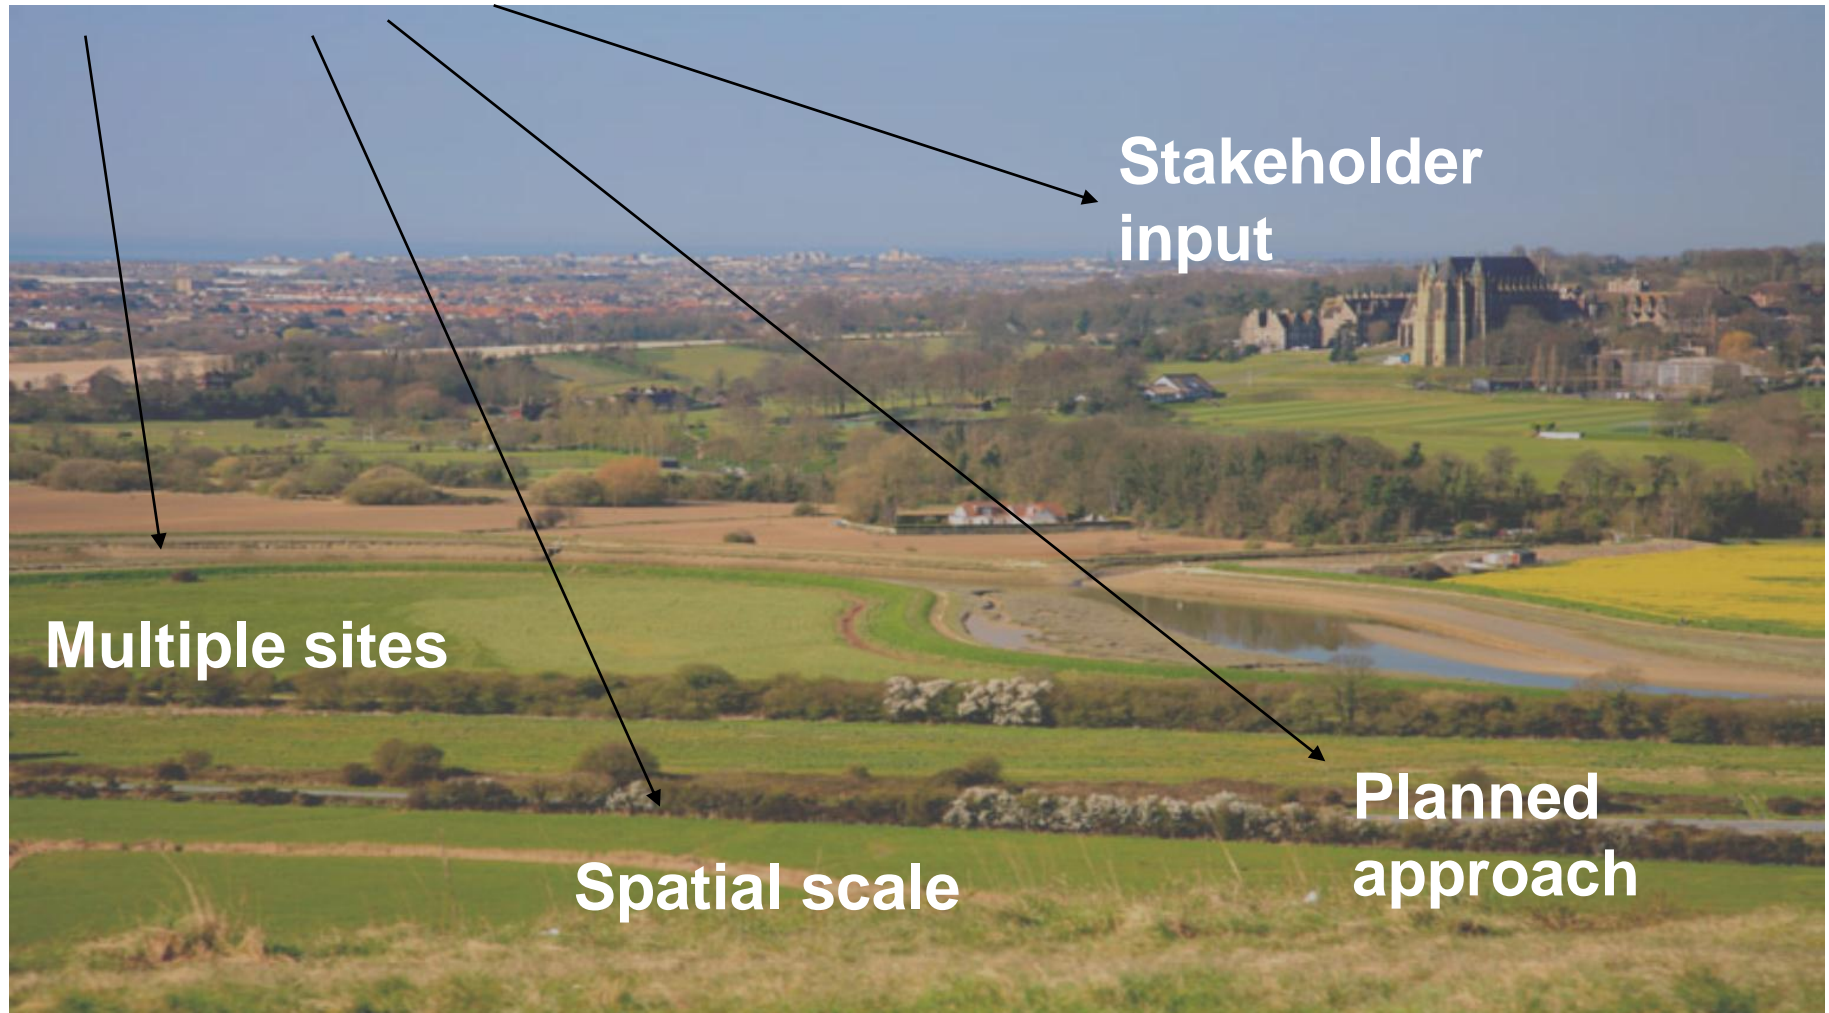 Stakeholder
input
Multiple sites
Planned
approach
Spatial scale